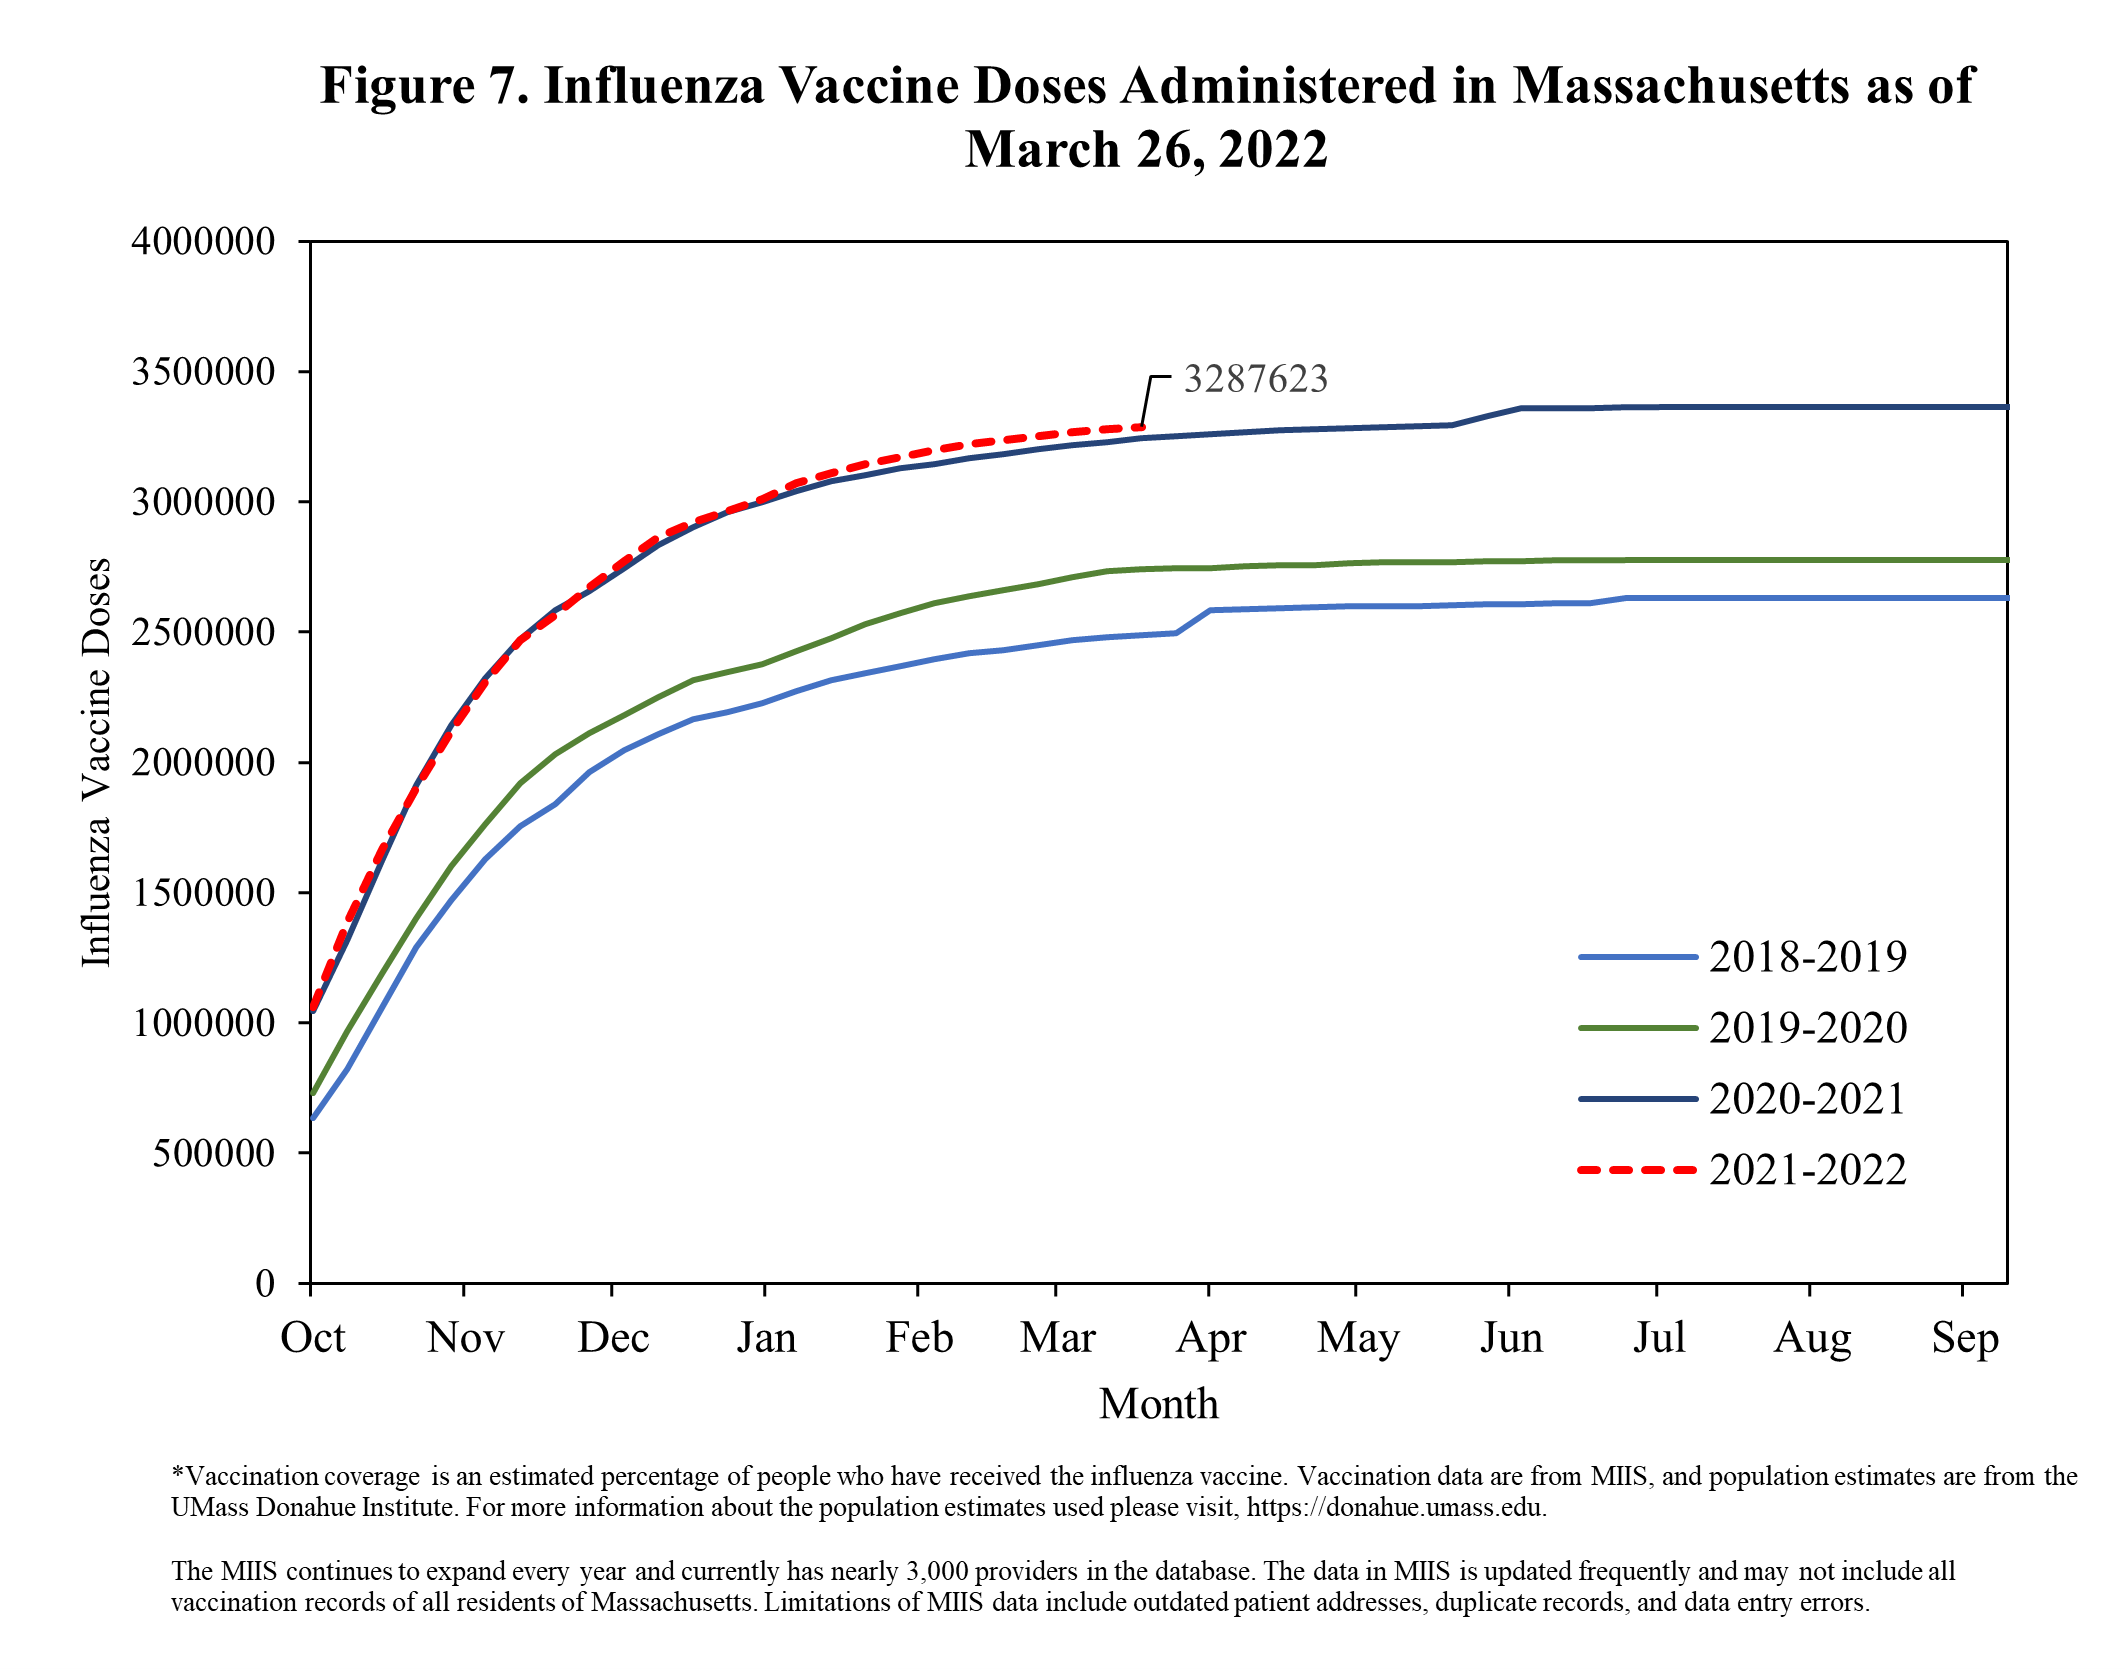 Figure 7. Influenza Vaccine Doses Administered in Massachusetts as of
March 26, 2022
4000000
3500000
3000000
2500000
2000000
1500000
1000000
500000
0
Influenza Vaccine Doses
3287623
2018-2019
2019-2020
2020-2021
2021-2022
Oct Nov Dec Jan Feb Mar Apr May Jun Jul Aug Sep
Month
*Vaccination coverage is an estimated percentage of people who have received the influenza vaccine. Vaccination data are from MIIS, and population estimates are from the
UMass Donahue Institute. For more information about the population estimates used please visit, https://donahue.umass.edu.
The MIIS continues to expand every year and currently has nearly 3,000 providers in the database. The data in MIIS is updated frequently and may not include all
vaccination records of all residents of Massachusetts. Limitations of MIIS data include outdated patient addresses, duplicate records, and data entry errors.